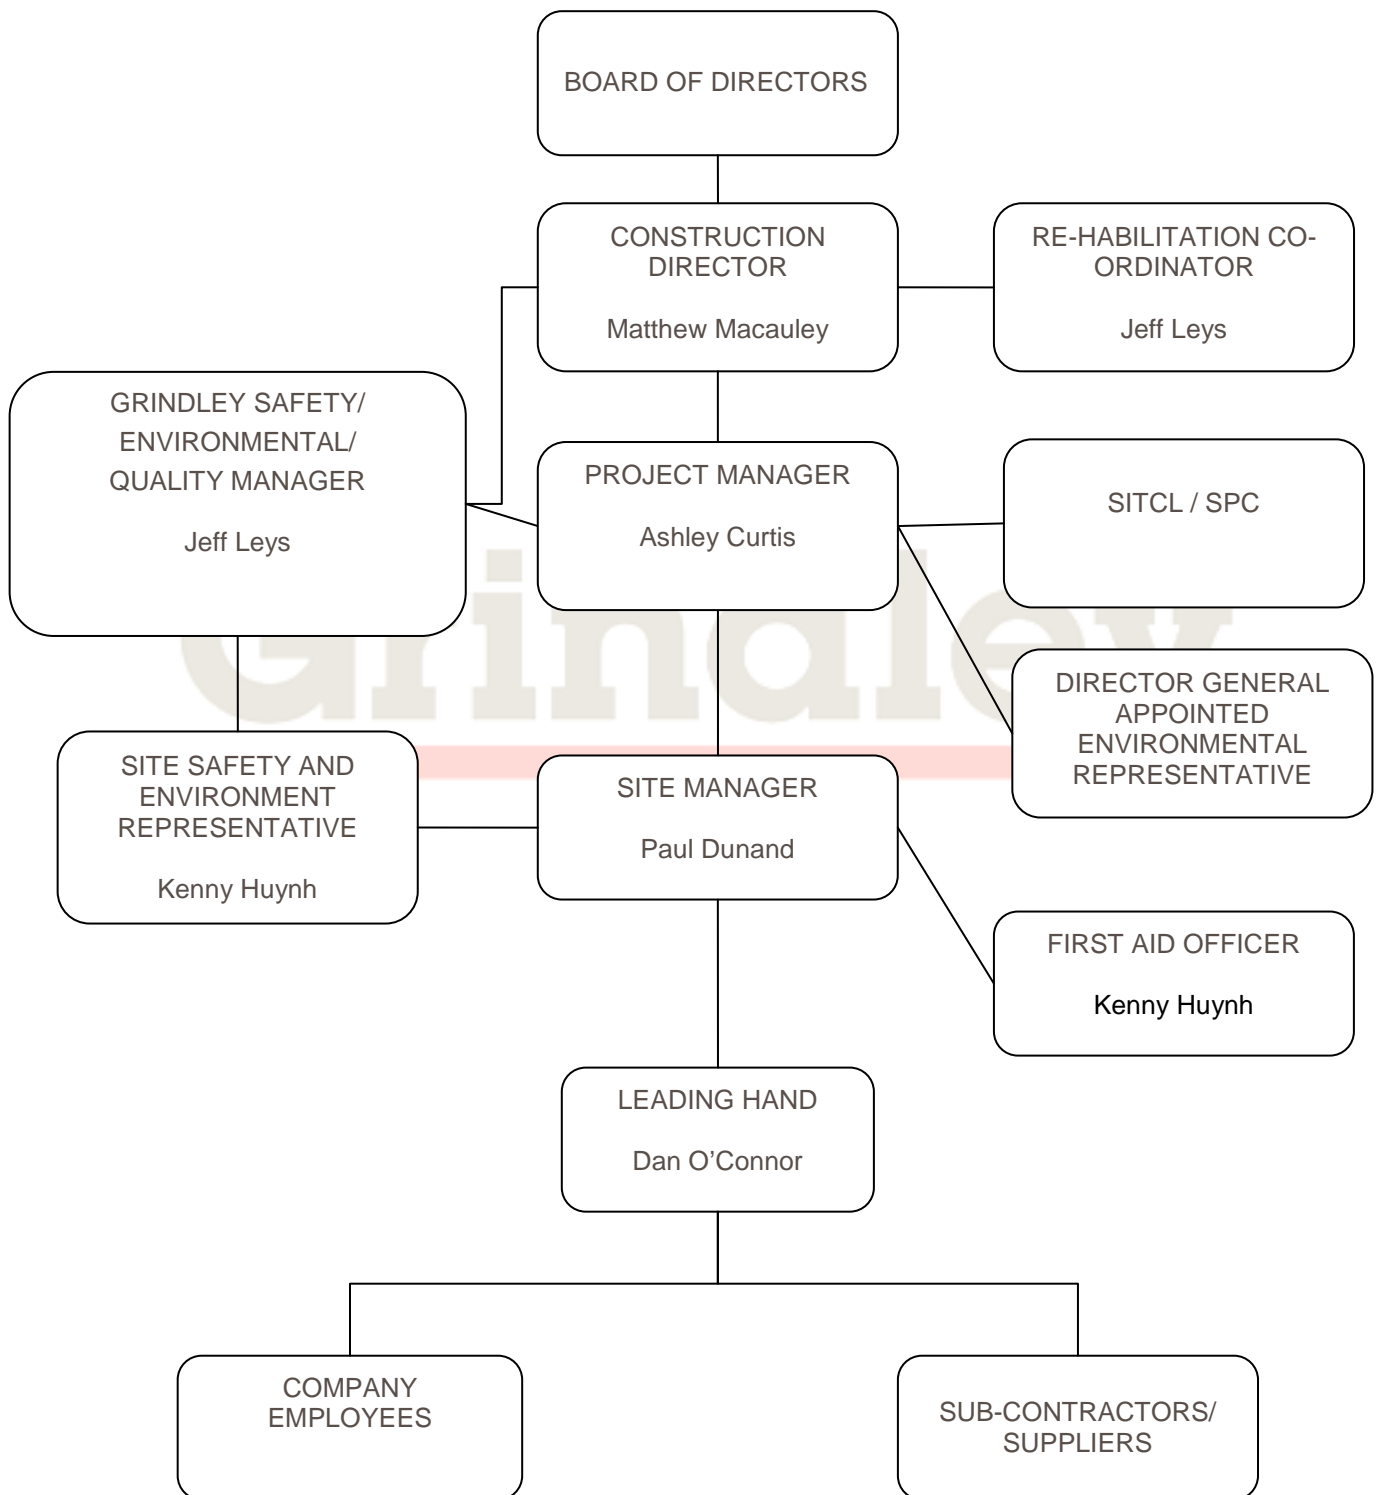 BOARD OF DIRECTORS
CONSTRUCTION
DIRECTOR
Matthew Macauley
RE-HABILITATION CO-
ORDINATOR
Jeff Leys
GRINDLEY SAFETY/
ENVIRONMENTAL/
QUALITY MANAGER
Jeff Leys
PROJECT MANAGER
Ashley Curtis
SITCL / SPC
Grindley
DIRECTOR GENERAL
APPOINTED
ENVIRONMENTAL
REPRESENTATIVE
SITE SAFETY AND
ENVIRONMENT
REPRESENTATIVE
Kenny Huynh
SITE MANAGER
Paul Dunand
FIRST AID OFFICER
Kenny Huynh
LEADING HAND
Dan O’Connor
COMPANY
EMPLOYEES
SUB-CONTRACTORS/
SUPPLIERS